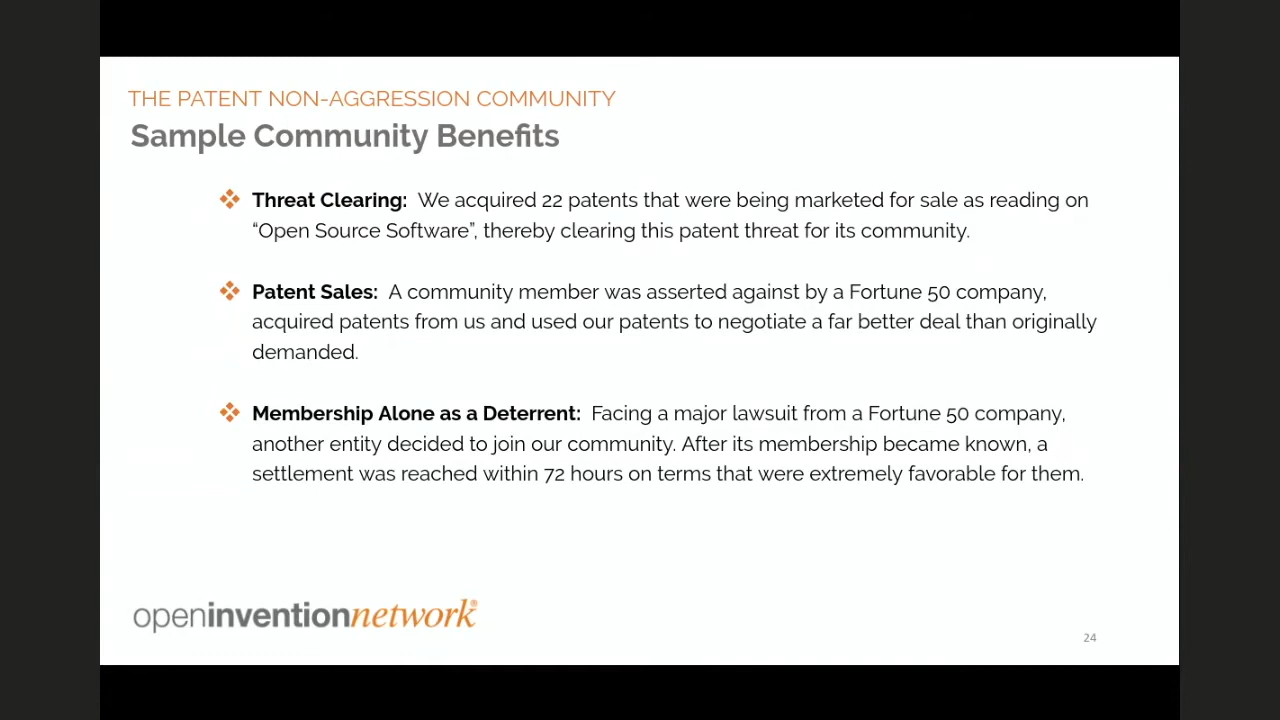 THE PATENT NON-AGGRESSION COMMUNITY
Sample Community Benefits
❖ Threat Clearing: We acquired 22 patents that were being marketed for sale as reading on
“Open Source Software”, thereby clearing this patent threat for its community.
❖ Patent Sales: A community member was asserted against by a Fortune 50 company,
acquired patents from us and used our patents to negotiate a far better deal than originally
demanded.
❖ Membership Alone as a Deterrent: Facing a major lawsuit from a Fortune 50 company,
another entity decided to join our community. After its membership became known, a
settlement was reached within 72 hours on terms that were extremely favorable for them.
openinventionnetwork®
24